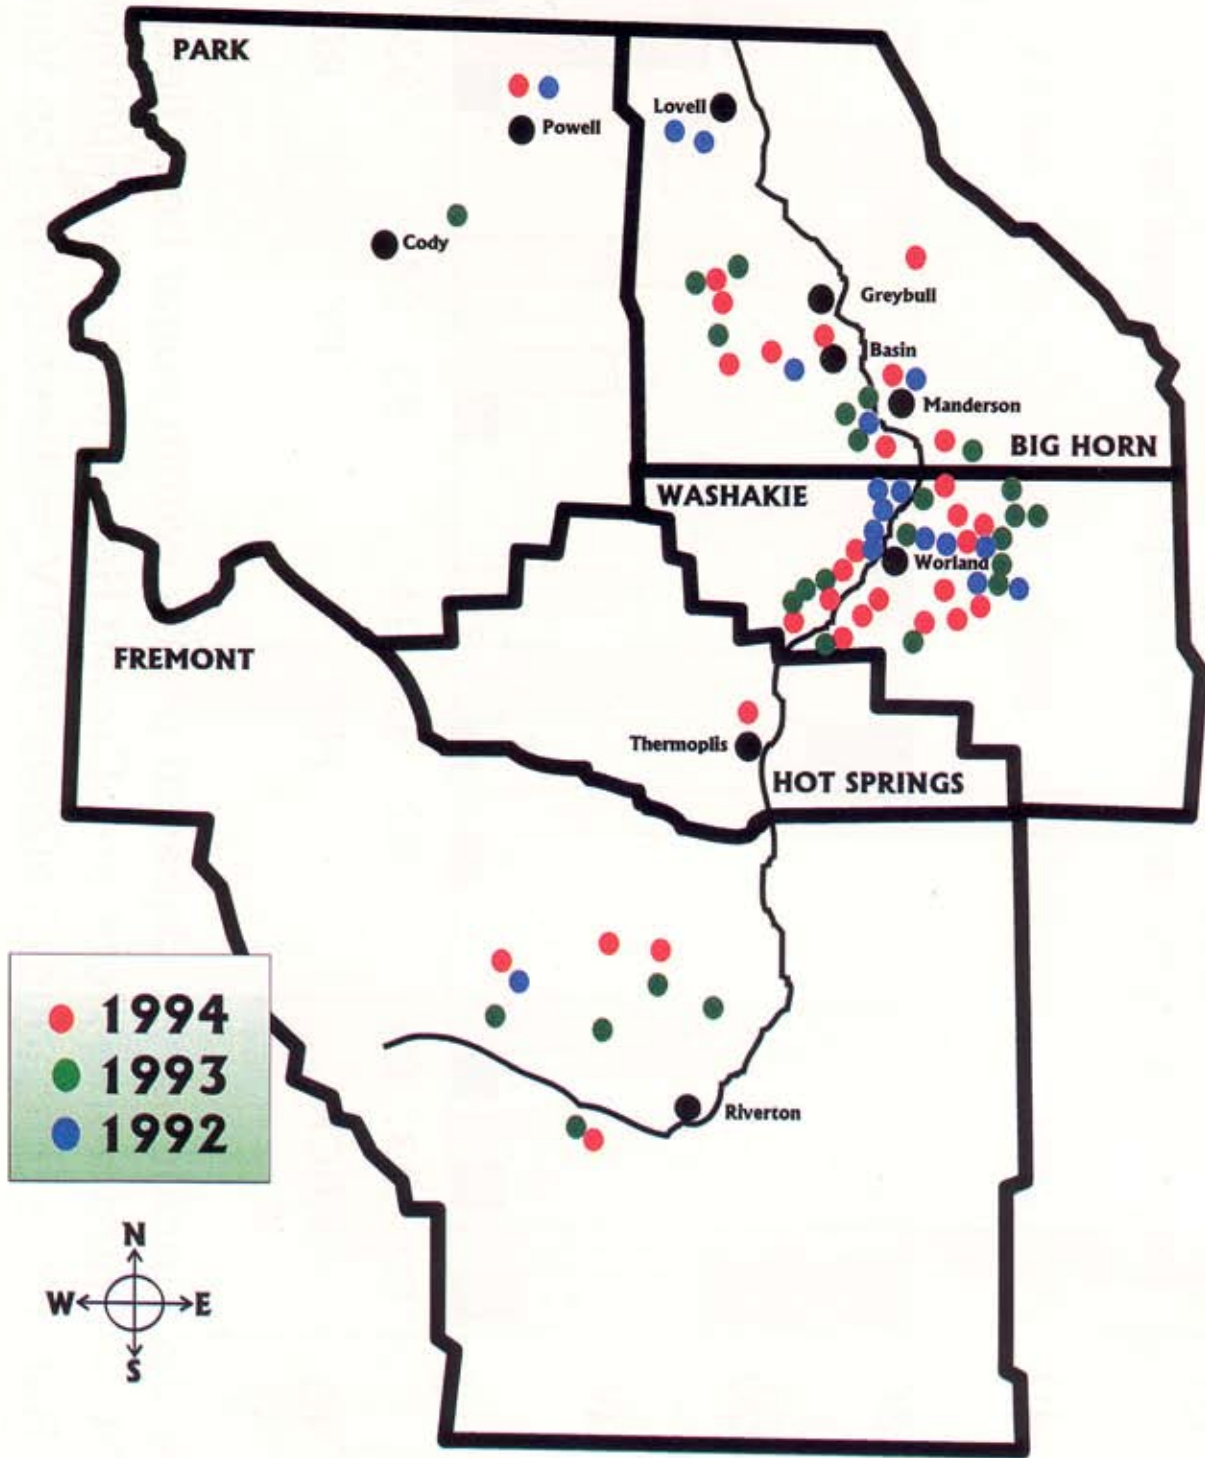 PARK
Lovell
Powell
Cody
Greybull
Basin
Manderson
BIG HORN
WASHAKIE
Worland
FREMONT
Thermoplis
HOT SPRINGS
1994
1993
1992
Riverton
N
W E
S